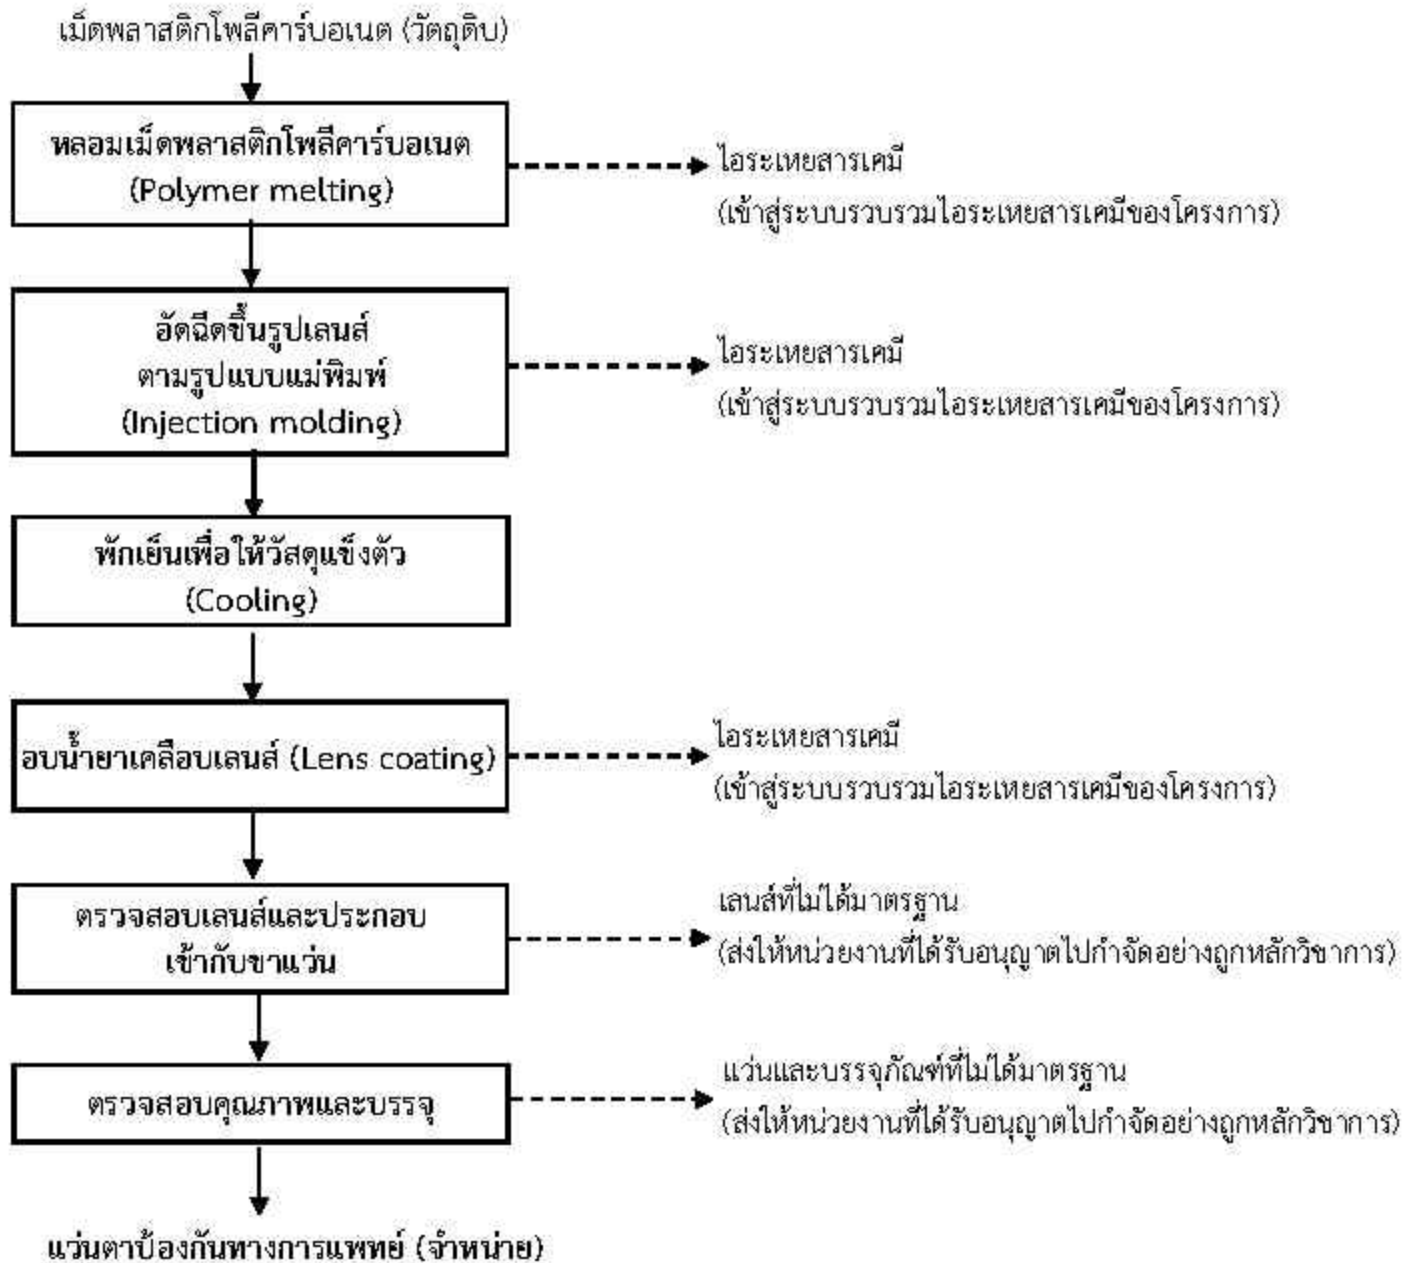 เม็ดพลาสติกโพลีคาร์บอเนต (วัตถุดิบ)
หลอมเม็ดพลาสติกโพลีคาร์บอเนต
(Polymer melting)
ไอระเหยสารเคมี
(เข้าสู่ระบบรวบรวมไอระเหยสารเคมีของโครงการ)
อัดฉีดขึ้นรูปเลนส์
ตามรูปแบบแม่พิมพ์
(Injection molding)
ไอระเหยสารเคมี
(เข้าสู่ระบบรวบรวมไอระเหยสารเคมีของโครงการ)
พักเย็นเพื่อให้วัสดุแข็งตัว
(Cooling)
อบน้ำยาเคลือบเลนส์ (Lens coating)
ไอระเหยสารเคมี
(เข้าสู่ระบบรวบรวมไอระเหยสารเคมีของโครงการ)
ตรวจสอบเลนส์และประกอบ
เข้ากับขาแว่น
เลนส์ที่ไม่ได้มาตรฐาน
(ส่งให้หน่วยงานที่ได้รับอนุญาตไปกำจัดอย่างถูกหลักวิชาการ)
ตรวจสอบคุณภาพและบรรจุ
แว่นและบรรจุภัณฑ์ที่ไม่ได้มาตรฐาน
(ส่งให้หน่วยงานที่ได้รับอนุญาตไปกำจัดอย่างถูกหลักวิชาการ)
แว่นตาป้องกันทางการแพทย์ (จำหน่าย)